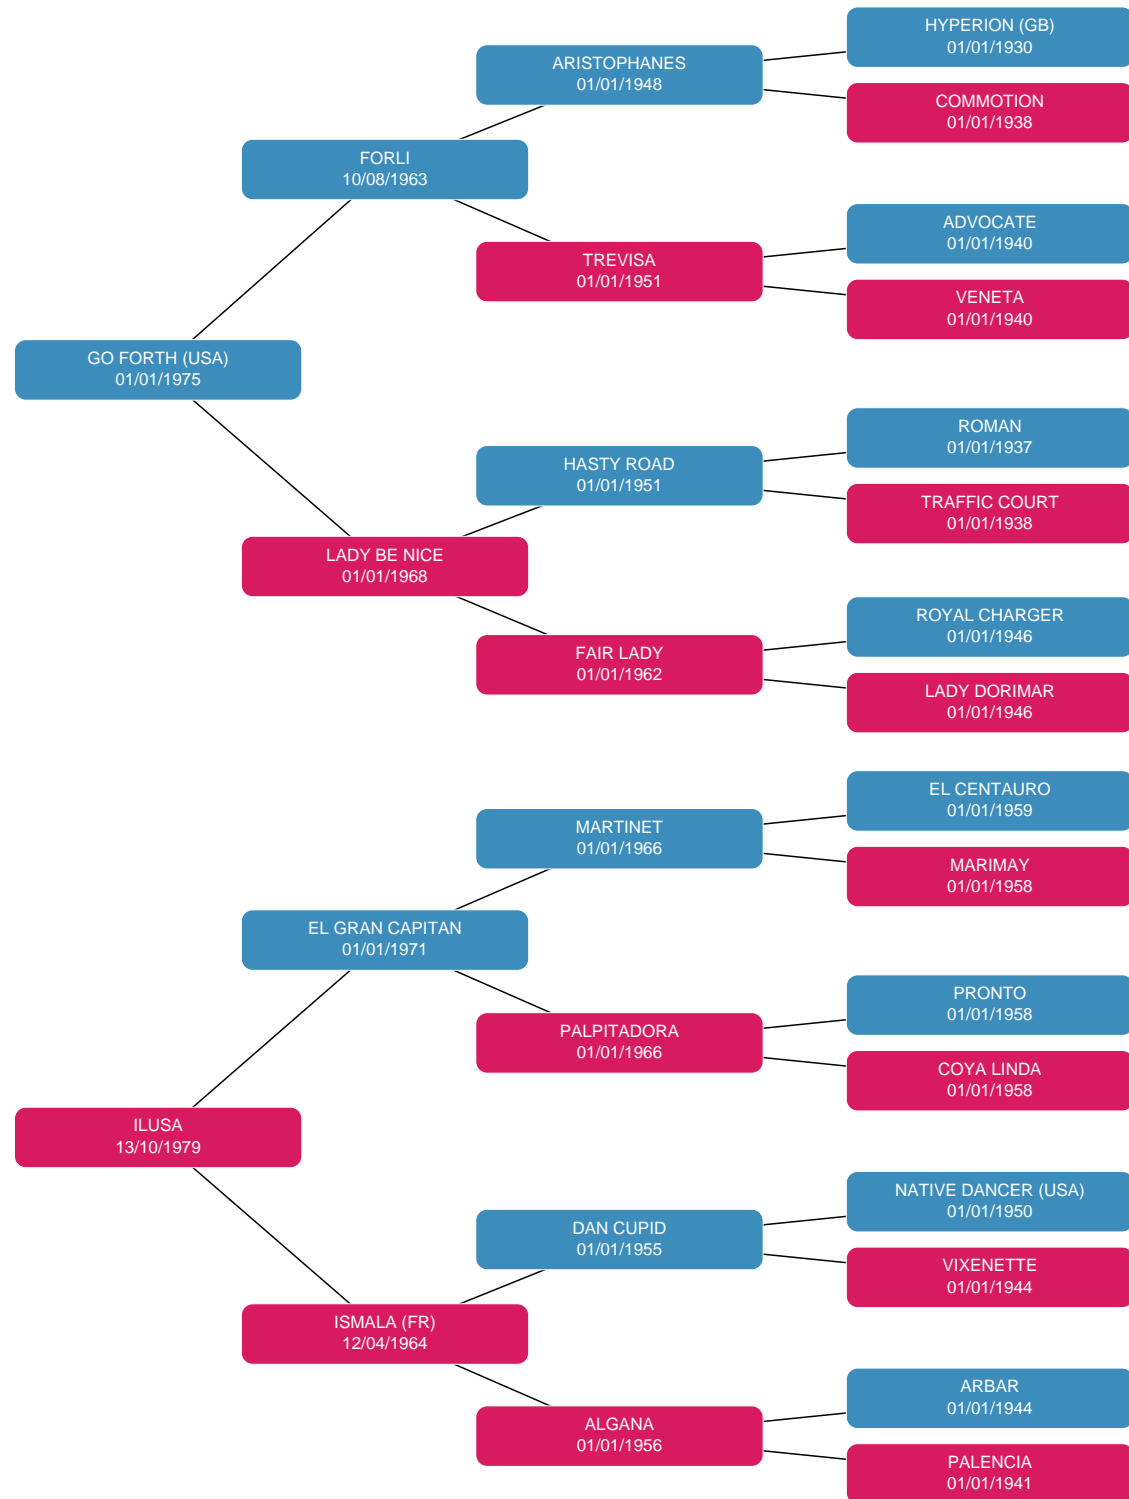 HYPERION (GB)
01/01/1930
ARISTOPHANES
01/01/1948
COMMOTION
01/01/1938
FORLI
10/08/1963
ADVOCATE
01/01/1940
TREVISA
01/01/1951
VENETA
01/01/1940
GO FORTH (USA)
01/01/1975
ROMAN
01/01/1937
HASTY ROAD
01/01/1951
TRAFFIC COURT
01/01/1938
LADY BE NICE
01/01/1968
ROYAL CHARGER
01/01/1946
FAIR LADY
01/01/1962
LADY DORIMAR
01/01/1946
EL CENTAURO
01/01/1959
MARTINET
01/01/1966
MARIMAY
01/01/1958
EL GRAN CAPITAN
01/01/1971
PRONTO
01/01/1958
PALPITADORA
01/01/1966
COYA LINDA
01/01/1958
ILUSA
13/10/1979
NATIVE DANCER (USA)
01/01/1950
DAN CUPID
01/01/1955
VIXENETTE
01/01/1944
ISMALA (FR)
12/04/1964
ARBAR
01/01/1944
ALGANA
01/01/1956
PALENCIA
01/01/1941